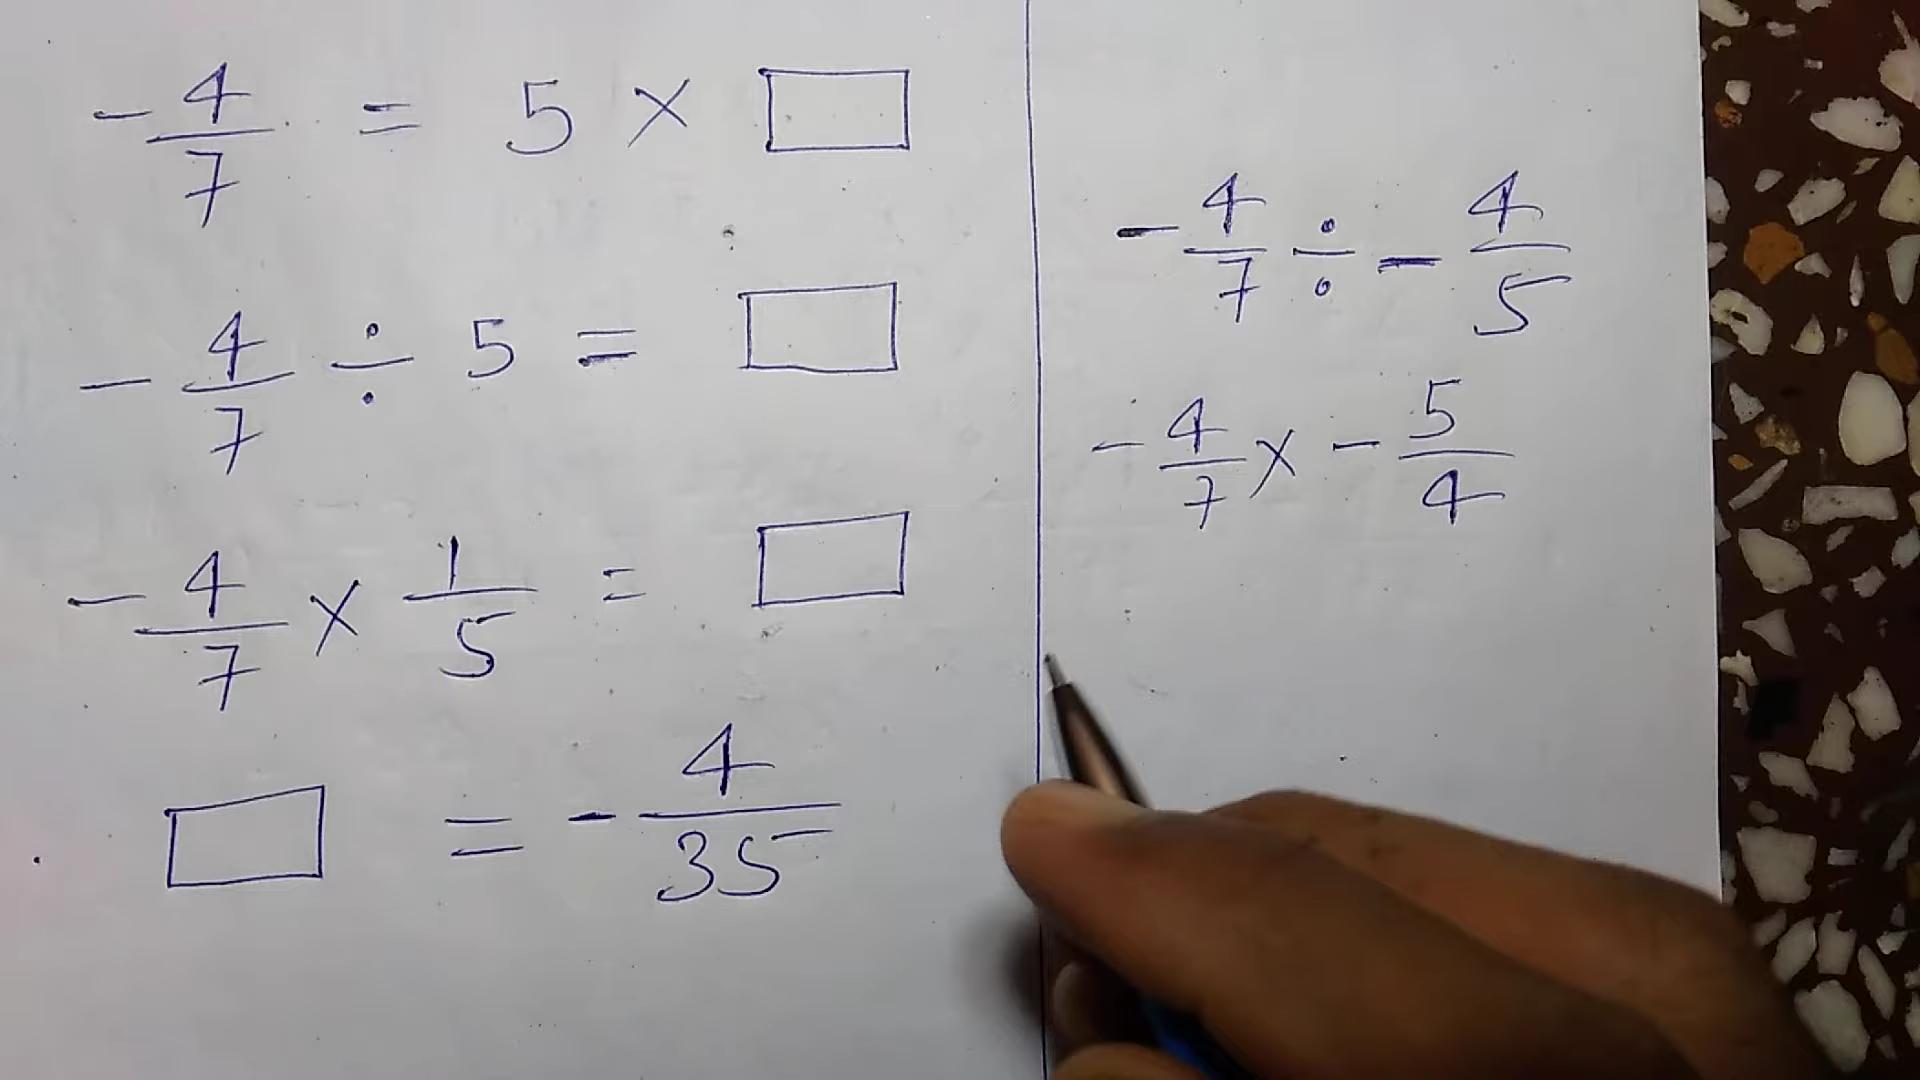 -4/7 = 5 × □
-4/7 ÷ 5 = □
-4/7 × 1/5 = □
□ = -4/35
-4/7 ÷ -4/5
-4/7 × -5/4